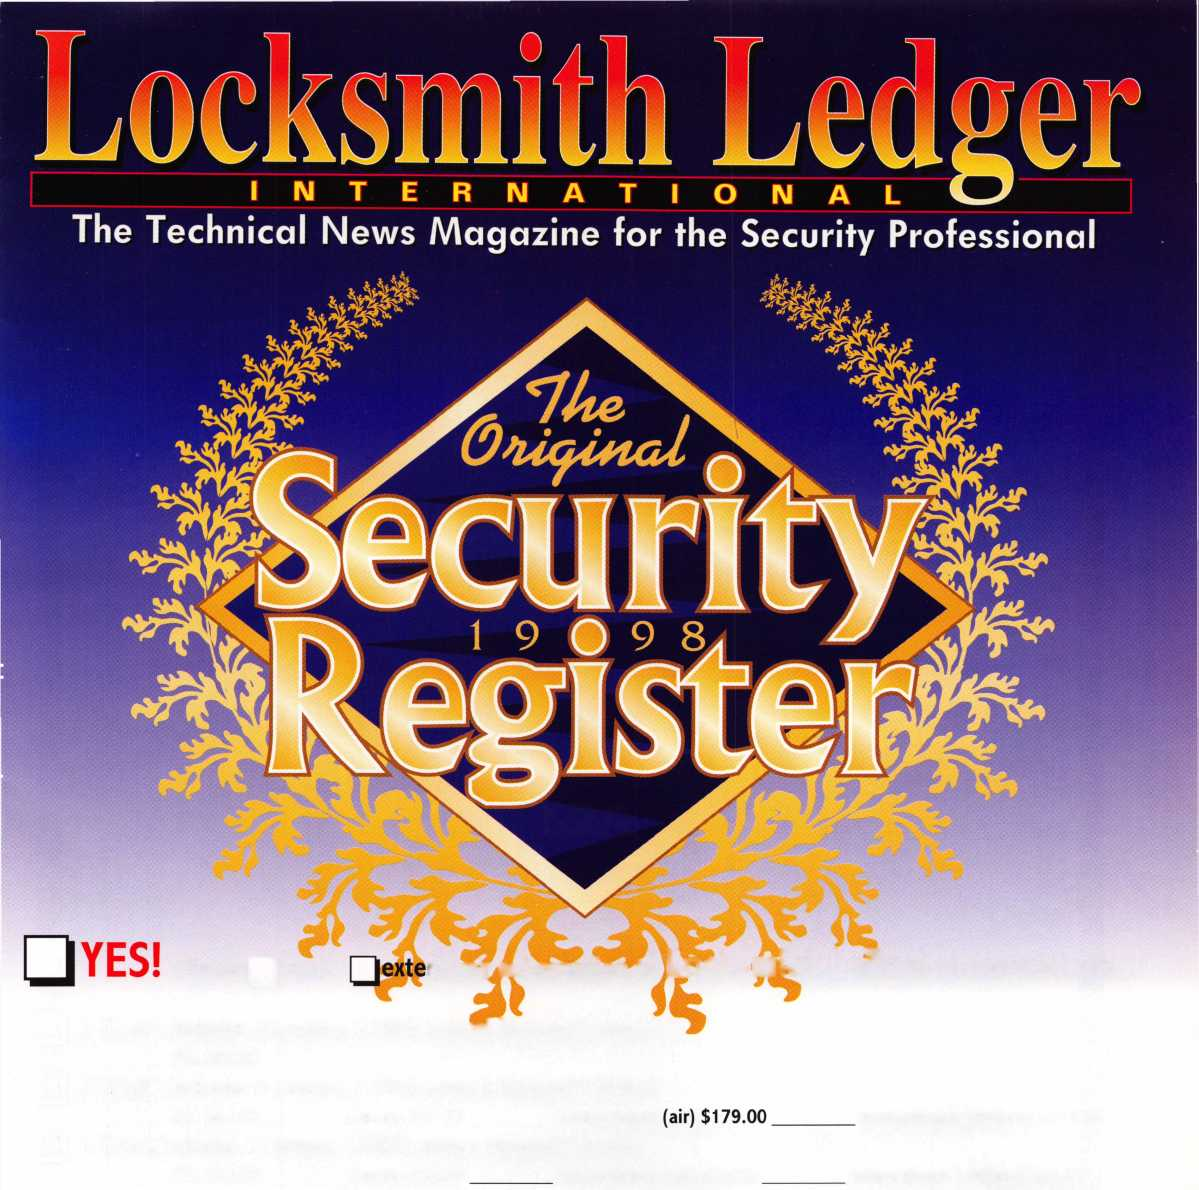 Locksmith Ledger
INTERNATIONAL
The Technical News Magazine for the Security Professional
The
Original
Security
1998
Register
YES!
exte
(air) $179.00